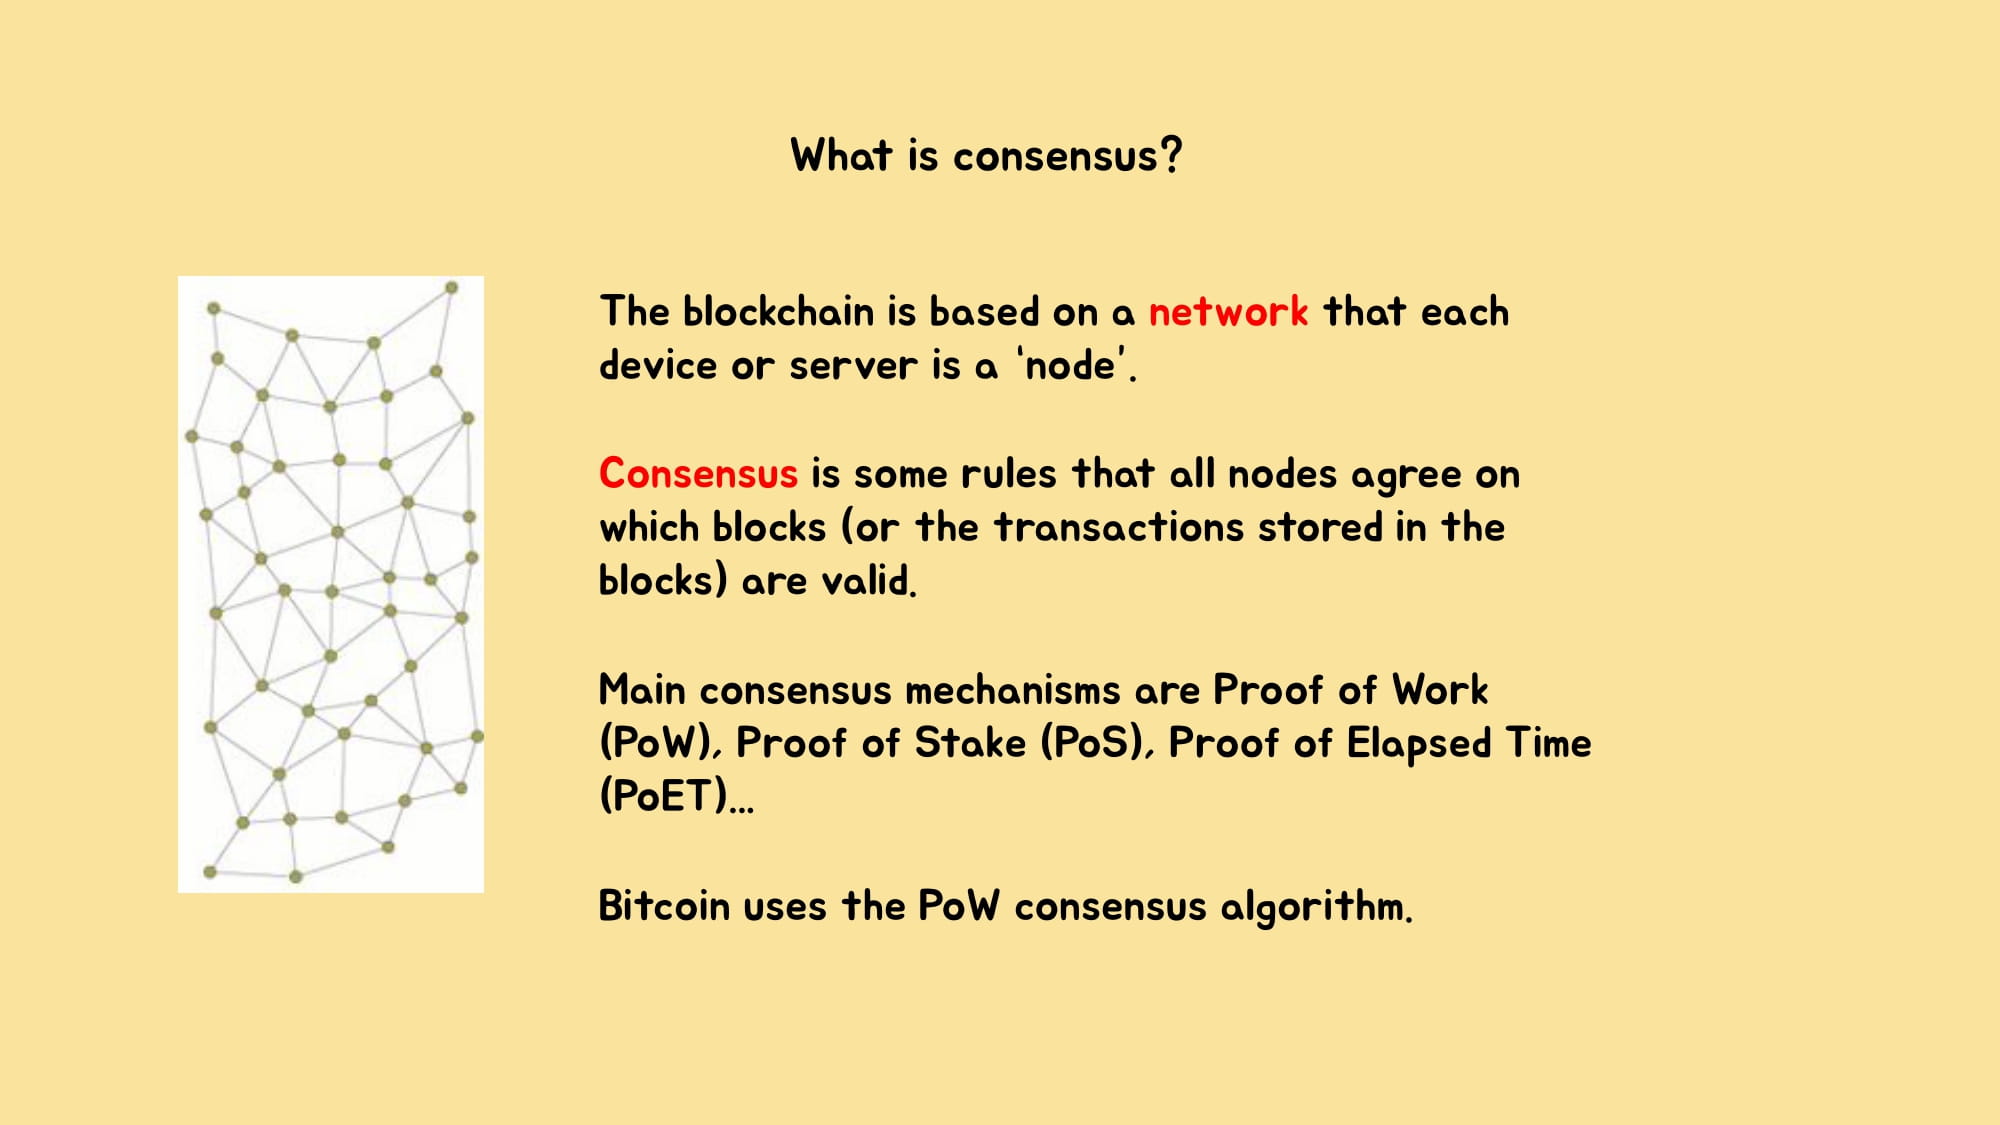 What is consensus?
The blockchain is based on a network that each
device or server is a 'node'.
Consensus is some rules that all nodes agree on
which blocks (or the transactions stored in the
blocks) are valid.
Main consensus mechanisms are Proof of Work
(PoW), Proof of Stake (PoS), Proof of Elapsed Time
(PoET)...
Bitcoin uses the PoW consensus algorithm.